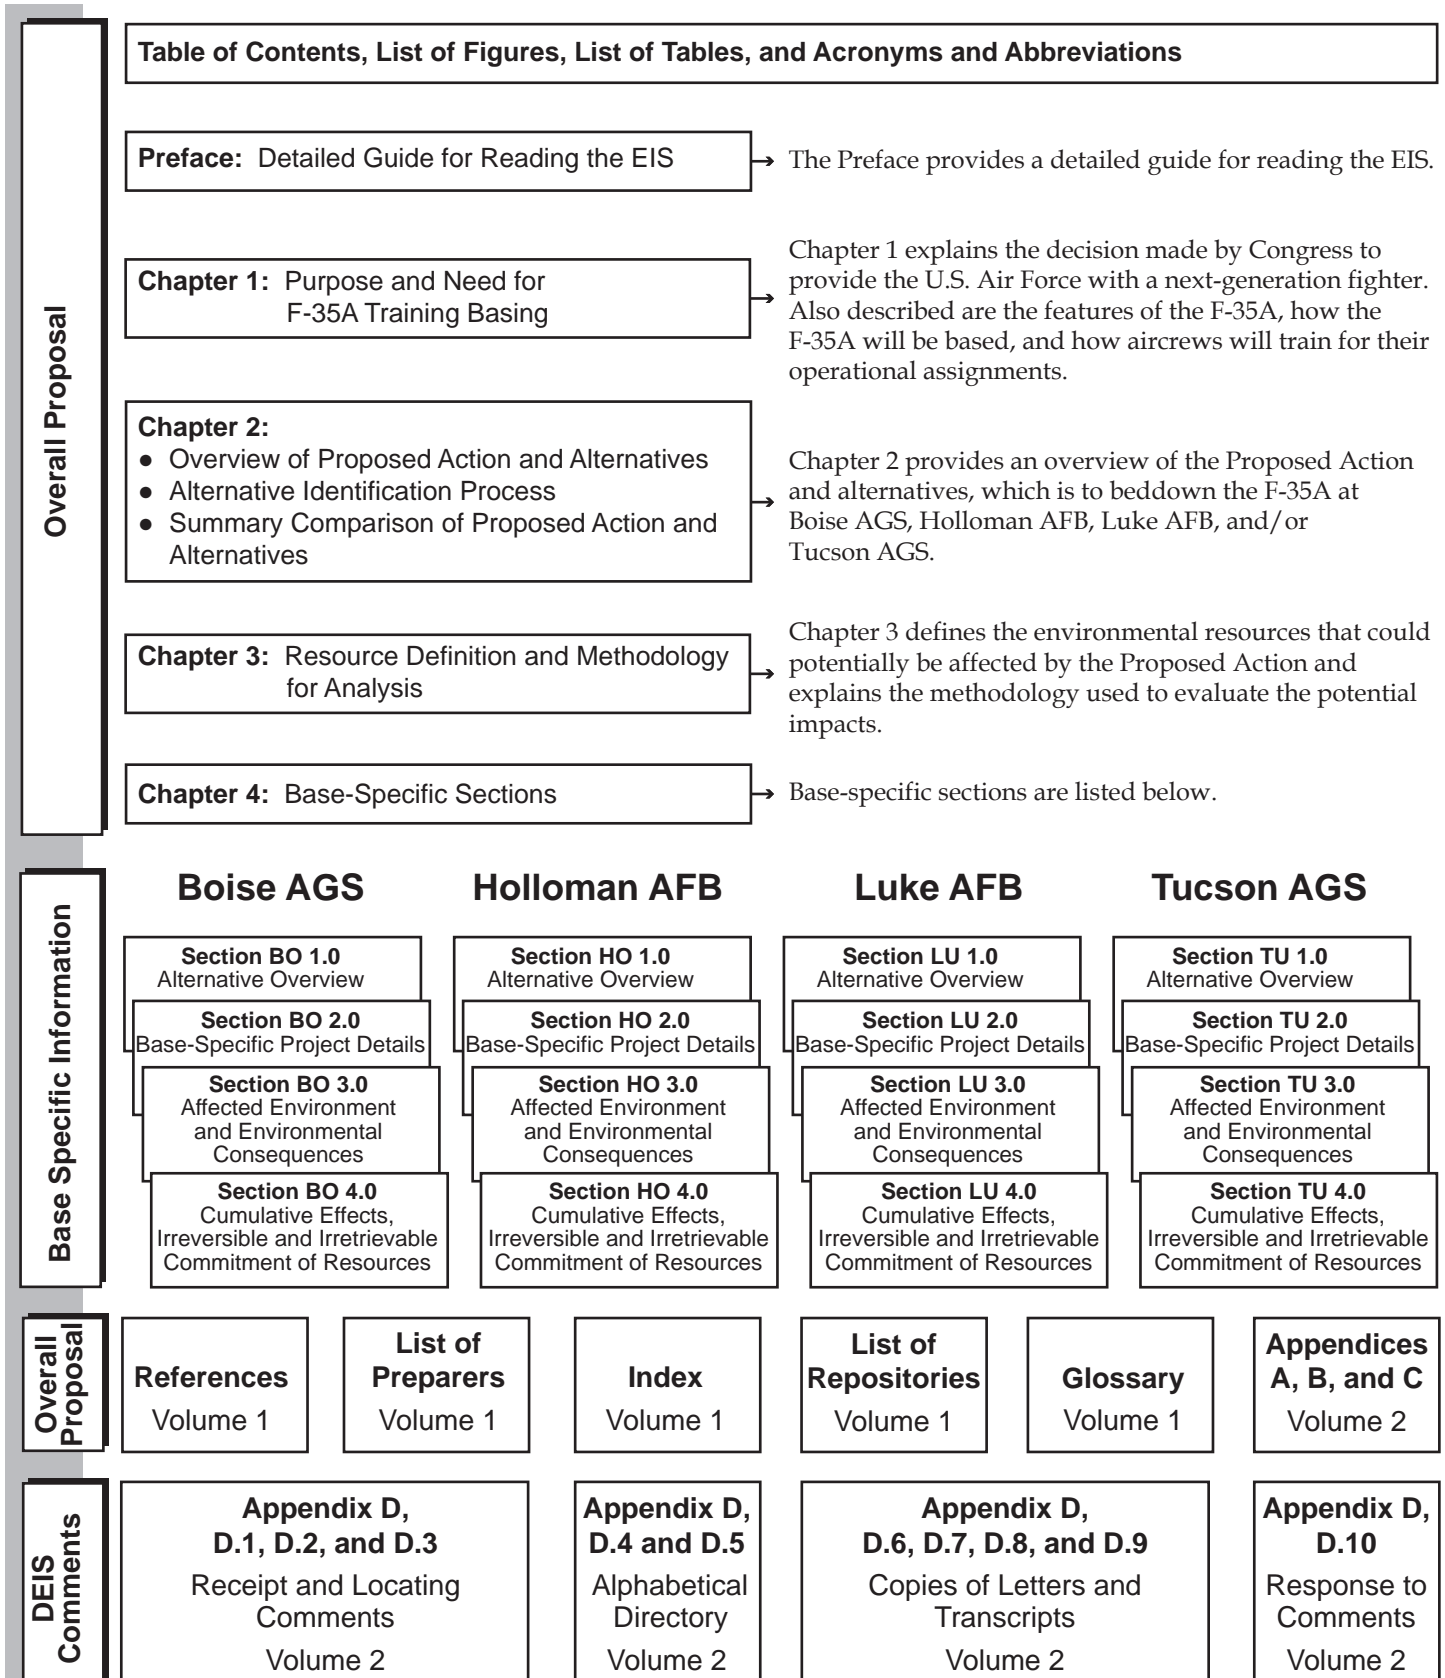 Table of Contents, List of Figures, List of Tables, and Acronyms and Abbreviations
Overall Proposal
Preface: Detailed Guide for Reading the EIS
The Preface provides a detailed guide for reading the EIS.
Chapter 1: Purpose and Need for
F-35A Training Basing
Chapter 1 explains the decision made by Congress to
provide the U.S. Air Force with a next-generation fighter.
Also described are the features of the F-35A, how the
F-35A will be based, and how aircrews will train for their
operational assignments.
Chapter 2:
● Overview of Proposed Action and Alternatives
● Alternative Identification Process
● Summary Comparison of Proposed Action and
Alternatives
Chapter 2 provides an overview of the Proposed Action
and alternatives, which is to beddown the F-35A at
Boise AGS, Holloman AFB, Luke AFB, and/or
Tucson AGS.
Chapter 3: Resource Definition and Methodology
for Analysis
Chapter 3 defines the environmental resources that could
potentially be affected by the Proposed Action and
explains the methodology used to evaluate the potential
impacts.
Chapter 4: Base-Specific Sections
Base-specific sections are listed below.
Base Specific Information
Boise AGS
Section BO 1.0
Alternative Overview
Section BO 2.0
Base-Specific Project Details
Section BO 3.0
Affected Environment
and Environmental
Consequences
Section BO 4.0
Cumulative Effects,
Irreversible and Irretrievable
Commitment of Resources
Holloman AFB
Section HO 1.0
Alternative Overview
Section HO 2.0
Base-Specific Project Details
Section HO 3.0
Affected Environment
and Environmental
Consequences
Section HO 4.0
Cumulative Effects,
Irreversible and Irretrievable
Commitment of Resources
Luke AFB
Section LU 1.0
Alternative Overview
Section LU 2.0
Base-Specific Project Details
Section LU 3.0
Affected Environment
and Environmental
Consequences
Section LU 4.0
Cumulative Effects,
Irreversible and Irretrievable
Commitment of Resources
Tucson AGS
Section TU 1.0
Alternative Overview
Section TU 2.0
Base-Specific Project Details
Section TU 3.0
Affected Environment
and Environmental
Consequences
Section TU 4.0
Cumulative Effects,
Irreversible and Irretrievable
Commitment of Resources
Overall
Proposal
References
Volume 1
List of
Preparers
Volume 1
Index
Volume 1
List of
Repositories
Volume 1
Glossary
Volume 1
Appendices
A, B, and C
Volume 2
DEIS
Comments
Appendix D,
D.1, D.2, and D.3
Receipt and Locating
Comments
Volume 2
Appendix D,
D.4 and D.5
Alphabetical
Directory
Volume 2
Appendix D,
D.6, D.7, D.8, and D.9
Copies of Letters and
Transcripts
Volume 2
Appendix D,
D.10
Response to
Comments
Volume 2